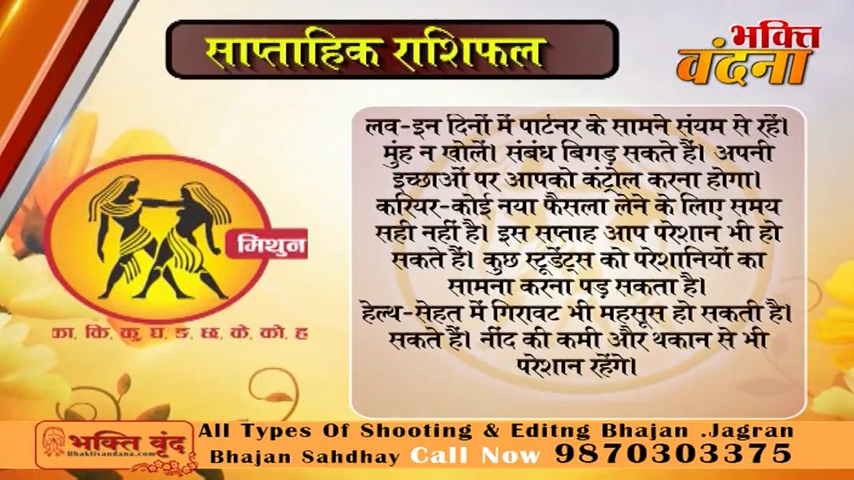 साप्ताहिक राशिफल
भक्ति
वंदना
लव-इन दिनों में पार्टनर के सामने संयम से रहें।
मुंह न खोलें। संबंध बिगड़ सकते हैं। अपनी
इच्छाओं पर आपको कंट्रोल करना होगा।
करियर-कोई नया फैसला लेने के लिए समय
सही नहीं है। इस सप्ताह आप परेशान भी हो
सकते हैं। कुछ स्टूडेंट्स को परेशानियों का
सामना करना पड़ सकता है।
हेल्थ-सेहत में गिरावट भी महसूस हो सकती है।
सकते हैं। नींद की कमी और थकान से भी
परेशान रहेंगे।
मिथुन
का, कि, कु, घ, ङ, छ, के, को, ह
भक्ति वृंद
Bhaktivandana.com
All Types Of Shooting & Editng Bhajan .Jagran
Bhajan Sahdhay Call Now 9870303375